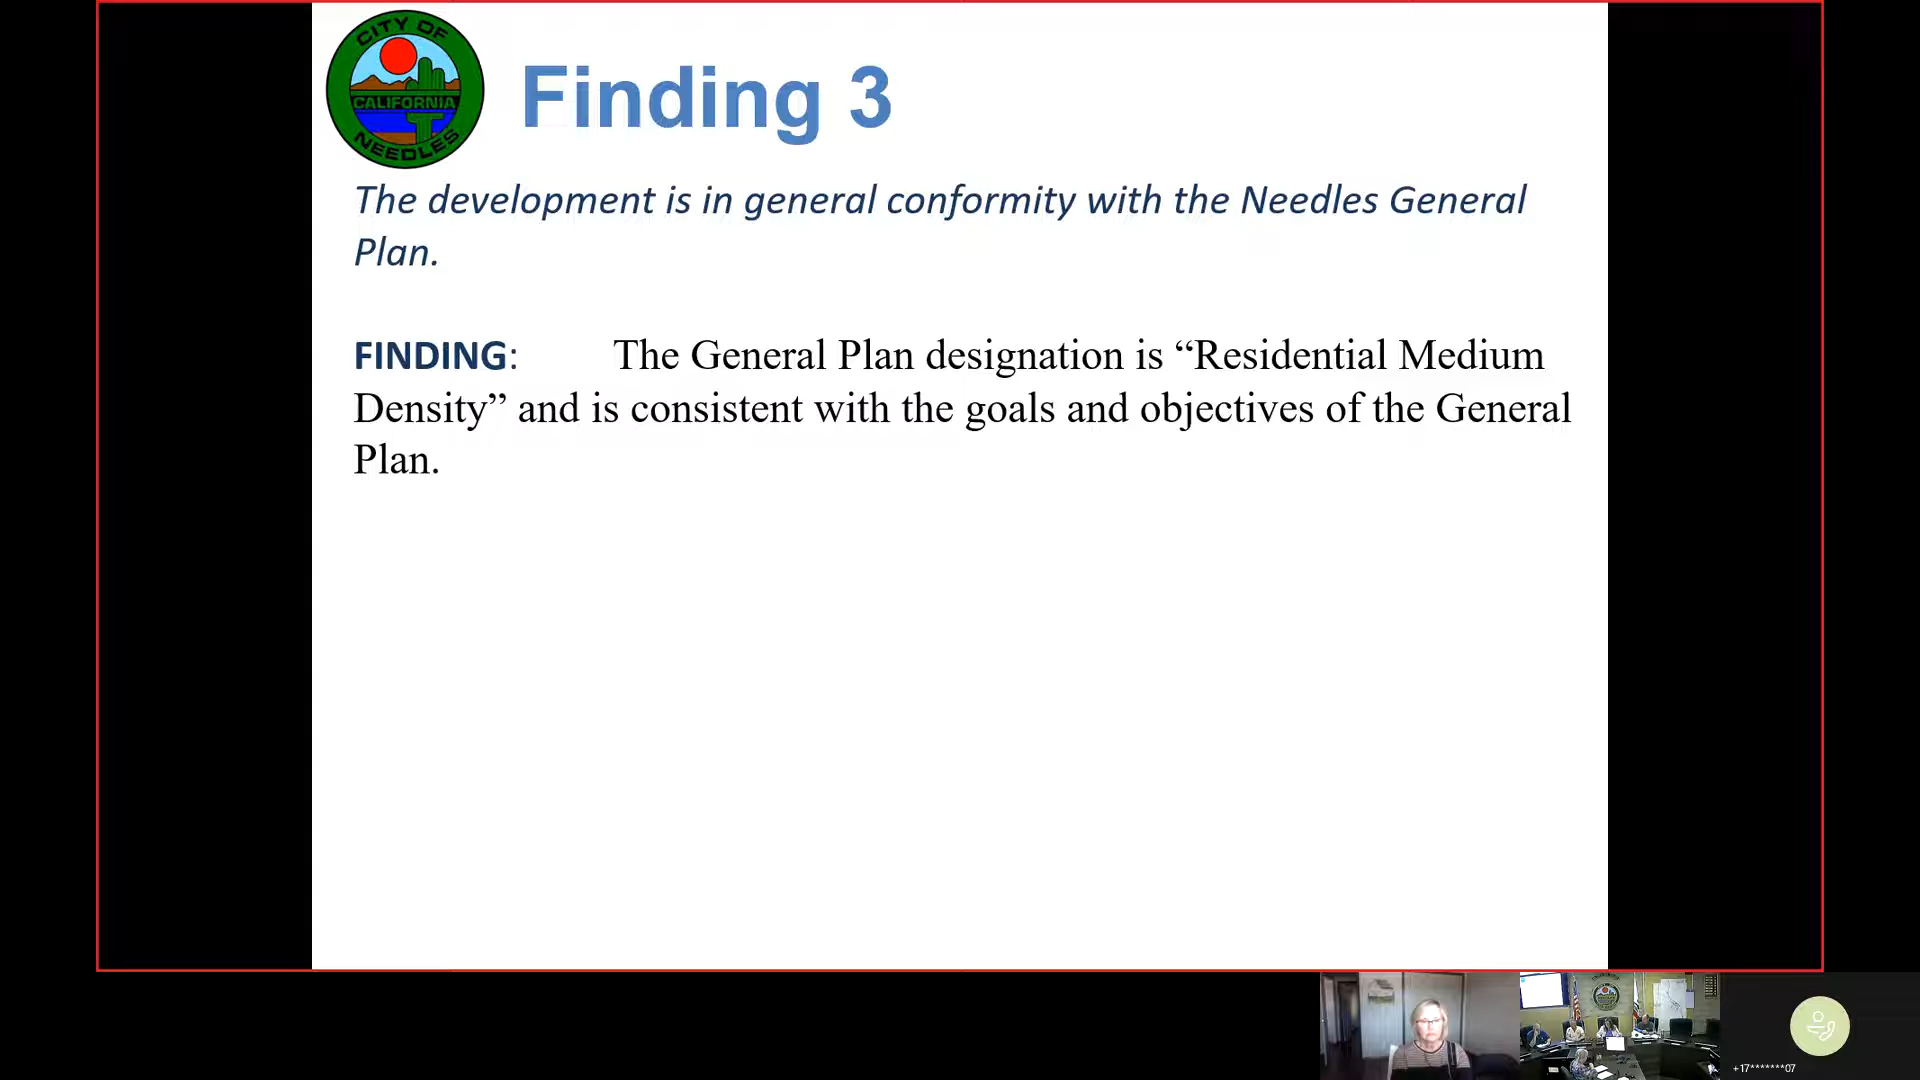 CITY OF
CALIFORNIA
NEEDLES
Finding 3
The development is in general conformity with the Needles General
Plan.
FINDING: The General Plan designation is “Residential Medium
Density” and is consistent with the goals and objectives of the General
Plan.
+17*******07